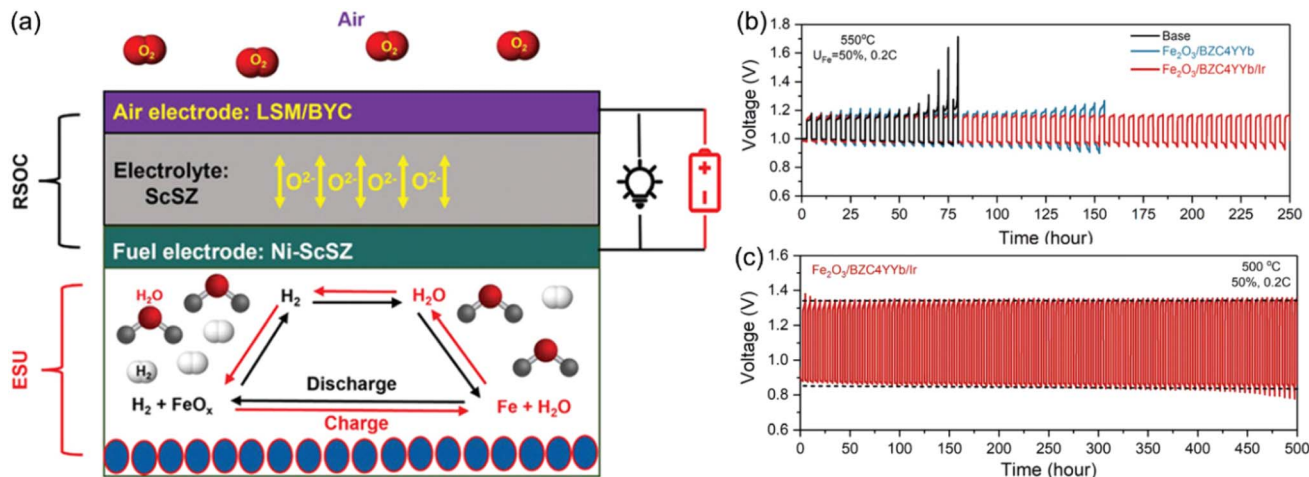 (a)
Air
O₂
O₂
O₂
O₂
Air electrode: LSM/BYC
RSOC
Electrolyte:
ScSZ
O²⁻ O²⁻ O²⁻ O²⁻
Fuel electrode: Ni-ScSZ
ESU
H₂O
H₂
H₂
H₂O
Discharge
H₂ + FeOₓ
Fe + H₂O
Charge
+
−
(b)
550°C
U_Fe=50%, 0.2C
Base
Fe₂O₃/BZC4YYb
Fe₂O₃/BZC4YYb/Ir
Voltage (V)
1.8
1.6
1.4
1.2
1.0
0.8
0.6
0 25 50 75 100 125 150 175 200 225 250
Time (hour)
(c)
Fe₂O₃/BZC4YYb/Ir
500 °C
50%, 0.2C
Voltage (V)
1.6
1.4
1.2
1.0
0.8
0.6
0 50 100 150 200 250 300 350 400 450 500
Time (hour)